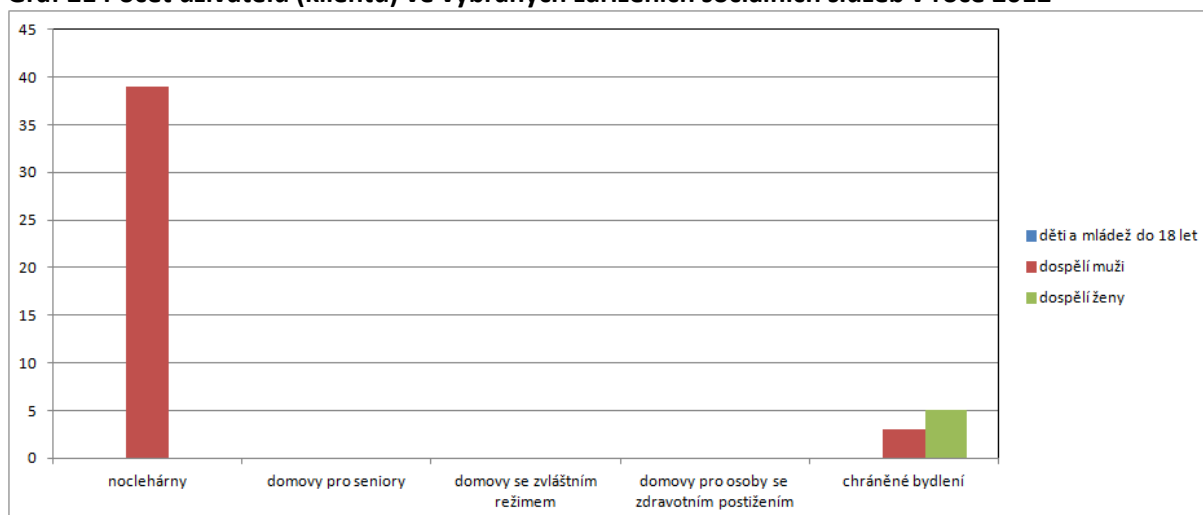 45
40
35
30
25
20
15
10
5
0
noclehárny
domovy pro seniory
domovy se zvláštním
režimem
domovy pro osoby se
zdravotním postižením
chráněné bydlení
děti a mládež do 18 let
dospělí muži
dospělí ženy